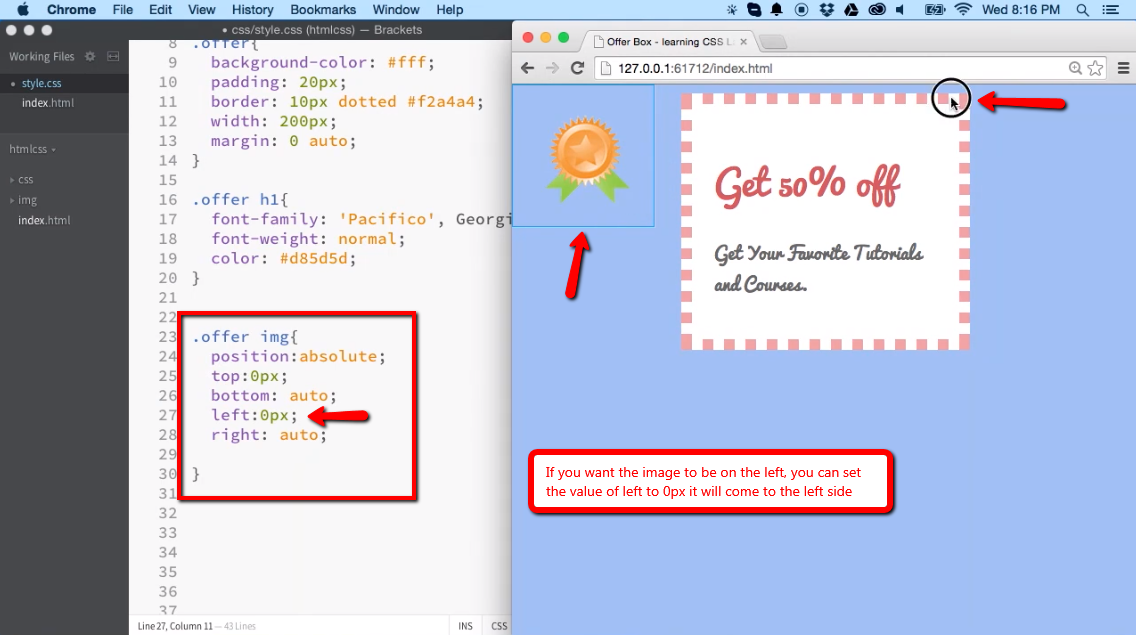 Chrome File Edit View History Bookmarks Window Help Wed 8:16 PM
• css/style.css (htmlcss) — Brackets
Working Files
• style.css
index.html
htmlcss
css
img
index.html
8 .offer{
9 background-color: #fff;
10 padding: 20px;
11 border: 10px dotted #f2a4a4;
12 width: 200px;
13 margin: 0 auto;
14 }
15
16 .offer h1{
17 font-family: 'Pacifico', Georgi
18 font-weight: normal;
19 color: #d85d5d;
20 }
21
22
23 .offer img{
24 position:absolute;
25 top:0px;
26 bottom: auto;
27 left:0px;
28 right: auto;
29
30 }
31
32
33
34
35
36
37
Line 27, Column 11 — 43 Lines
INS CSS
Offer Box - learning CSS L
127.0.0.1:61712/index.html
Get 50% off
Get Your Favorite Tutorials
and Courses.
If you want the image to be on the left, you can set
the value of left to 0px it will come to the left side